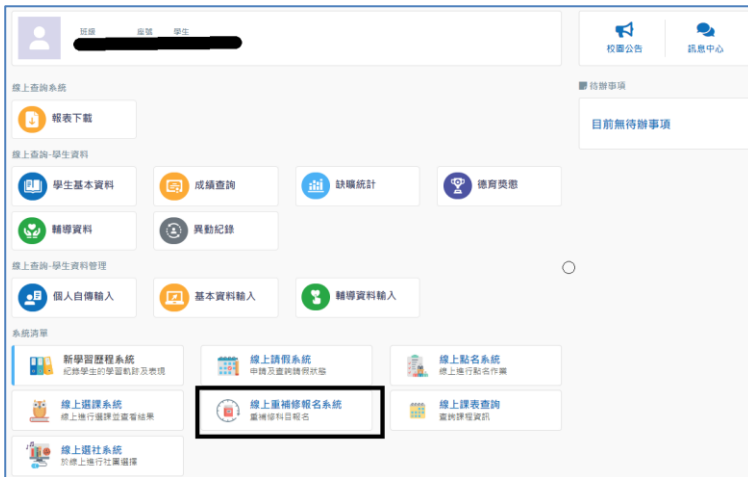 班級 座號 學生
校園公告 訊息中心
線上查詢系統
待辦事項
報表下載
目前無待辦事項
線上查詢-學生資料
學生基本資料 成績查詢 缺曠統計 德育獎懲
輔導資料 異動紀錄
線上查詢-學生資料管理
個人自傳輸入 基本資料輸入 輔導資料輸入
系統清單
新學習歷程系統 線上請假系統 線上點名系統
紀錄學生的學習軌跡及表現 申請及查詢請假狀態 線上進行點名作業
線上選課系統 線上重補修報名系統 線上課表查詢
線上進行選課並查看結果 重補修科目報名 查詢課程資訊
線上選社系統
於線上進行社團選擇